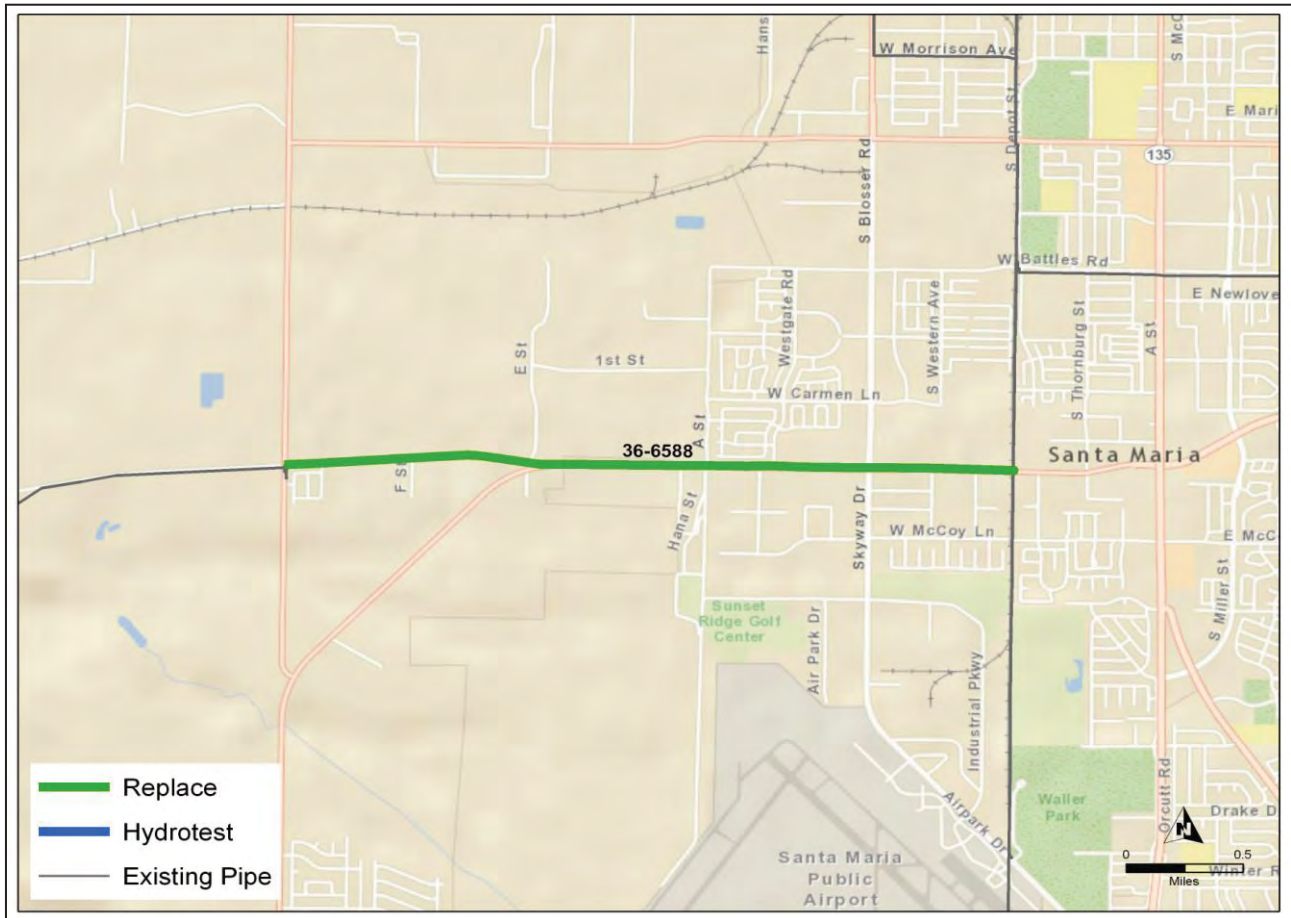 Hans
W Morrison Ave
S McC
E Mari
135
S Depot St
S Blosser Rd
W Battles Rd
E Newlove
Westgate Rd
S Western Ave
S Thornburg St
A St
E St
1st St
W Carmen Ln
A St
36-6588
Santa Maria
F St
Hana St
Skyway Dr
W McCoy Ln
E McC
S Miller St
Sunset
Ridge Golf
Center
Air Park Dr
Industrial Pkwy
Waller
Park
Airpark Dr
Orcutt Rd
Drake D
Winter R
Santa Maria
Public
Airport
N
0
0.5
Miles
Replace
Hydrotest
Existing Pipe